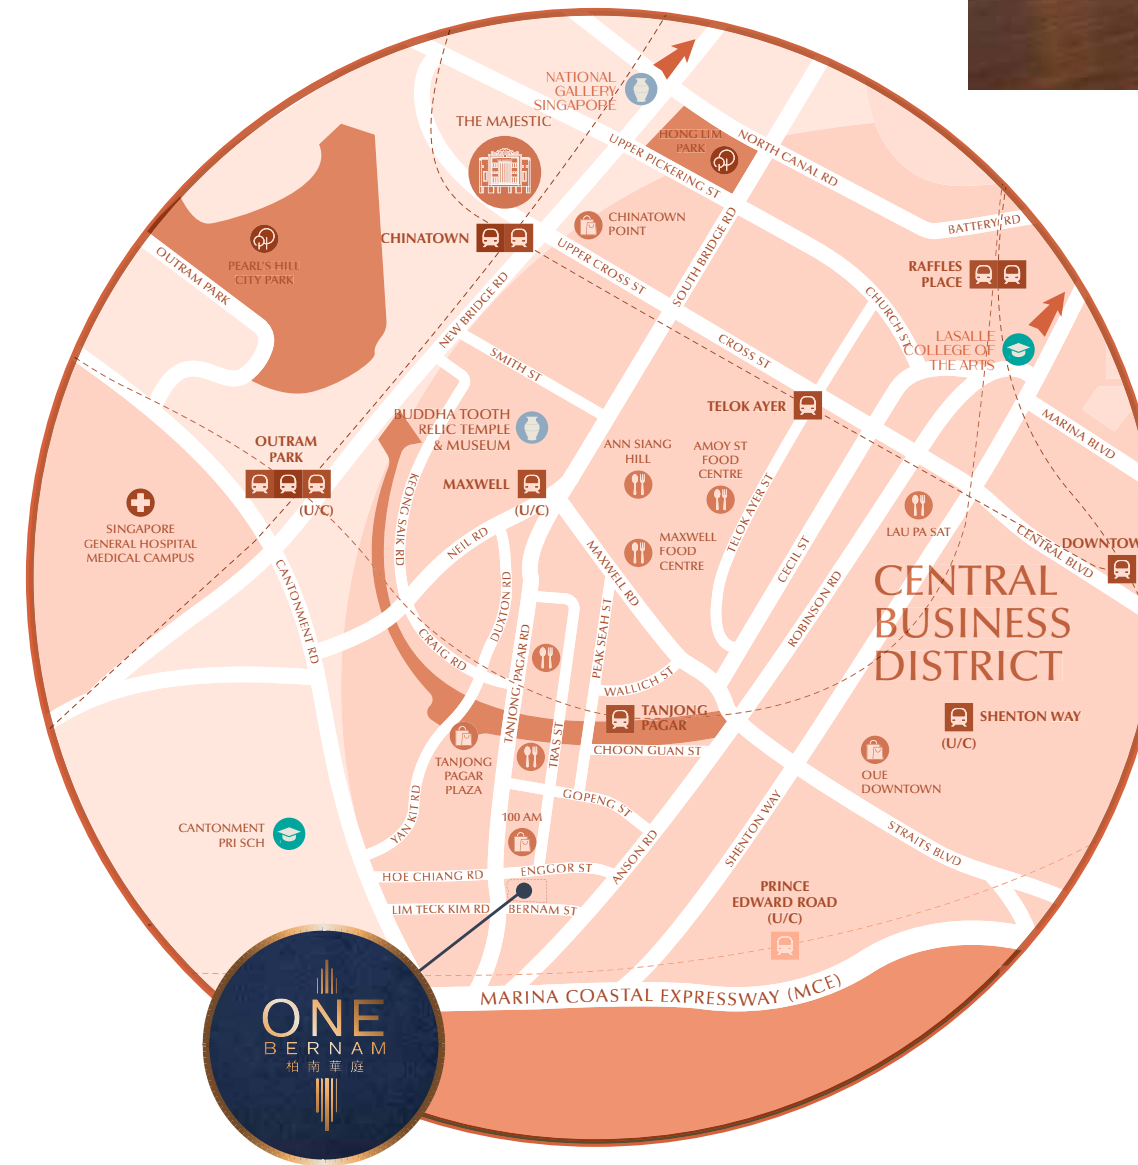 NATIONAL
GALLERY
SINGAPORE
THE MAJESTIC
HONG LIM
PARK
NORTH CANAL RD
UPPER PICKERING ST
CHINATOWN
CHINATOWN
POINT
SOUTH BRIDGE RD
BATTERY RD
PEARL'S HILL
CITY PARK
OUTRAM PARK
UPPER CROSS ST
RAFFLES
PLACE
NEW BRIDGE RD
CHURCH ST
LASALLE
COLLEGE OF
THE ARTS
SMITH ST
CROSS ST
TELOK AYER
MARINA BLVD
BUDDHA TOOTH
RELIC TEMPLE
& MUSEUM
OUTRAM
PARK
(U/C)
ANN SIANG
HILL
AMOY ST
FOOD
CENTRE
MAXWELL
(U/C)
KEONG SAIK RD
SINGAPORE
GENERAL HOSPITAL
MEDICAL CAMPUS
NEIL RD
MAXWELL
FOOD
CENTRE
TELOK AYER ST
LAU PA SAT
CENTRAL BLVD
DOWNTOW
CECIL ST
MAXWELL RD
CANTONMENT RD
CENTRAL
BUSINESS
DISTRICT
DUXTON RD
PEAK SEAH ST
ROBINSON RD
CRAIG RD
TANJONG PAGAR RD
WALLICH ST
TANJONG
PAGAR
SHENTON WAY
(U/C)
TRAS ST
CHOON GUAN ST
TANJONG
PAGAR
PLAZA
OUE
DOWNTOWN
YAN KIT RD
GOPENG ST
100 AM
SHENTON WAY
STRAITS BLVD
CANTONMENT
PRI SCH
ANSON RD
HOE CHIANG RD
ENGGOR ST
LIM TECK KIM RD
BERNAM ST
PRINCE
EDWARD ROAD
(U/C)
MARINA COASTAL EXPRESSWAY (MCE)
ONE
BERNAM
柏南華庭